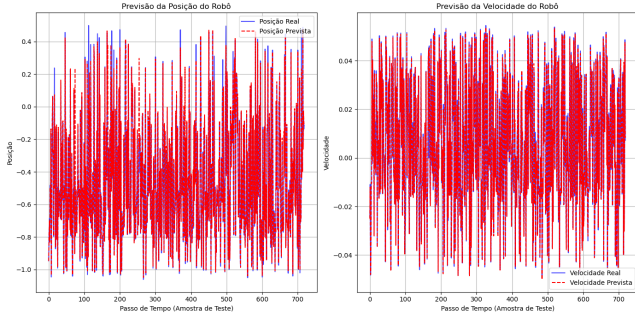 Previsão da Posição do Robô
Posição Real
Posição Prevista
0.4
0.2
0.0
−0.2
−0.4
−0.6
−0.8
−1.0
Posição
0 100 200 300 400 500 600 700
Passo de Tempo (Amostra de Teste)
Previsão da Velocidade do Robô
0.04
0.02
0.00
−0.02
−0.04
Velocidade
Velocidade Real
Velocidade Prevista
0 100 200 300 400 500 600 700
Passo de Tempo (Amostra de Teste)